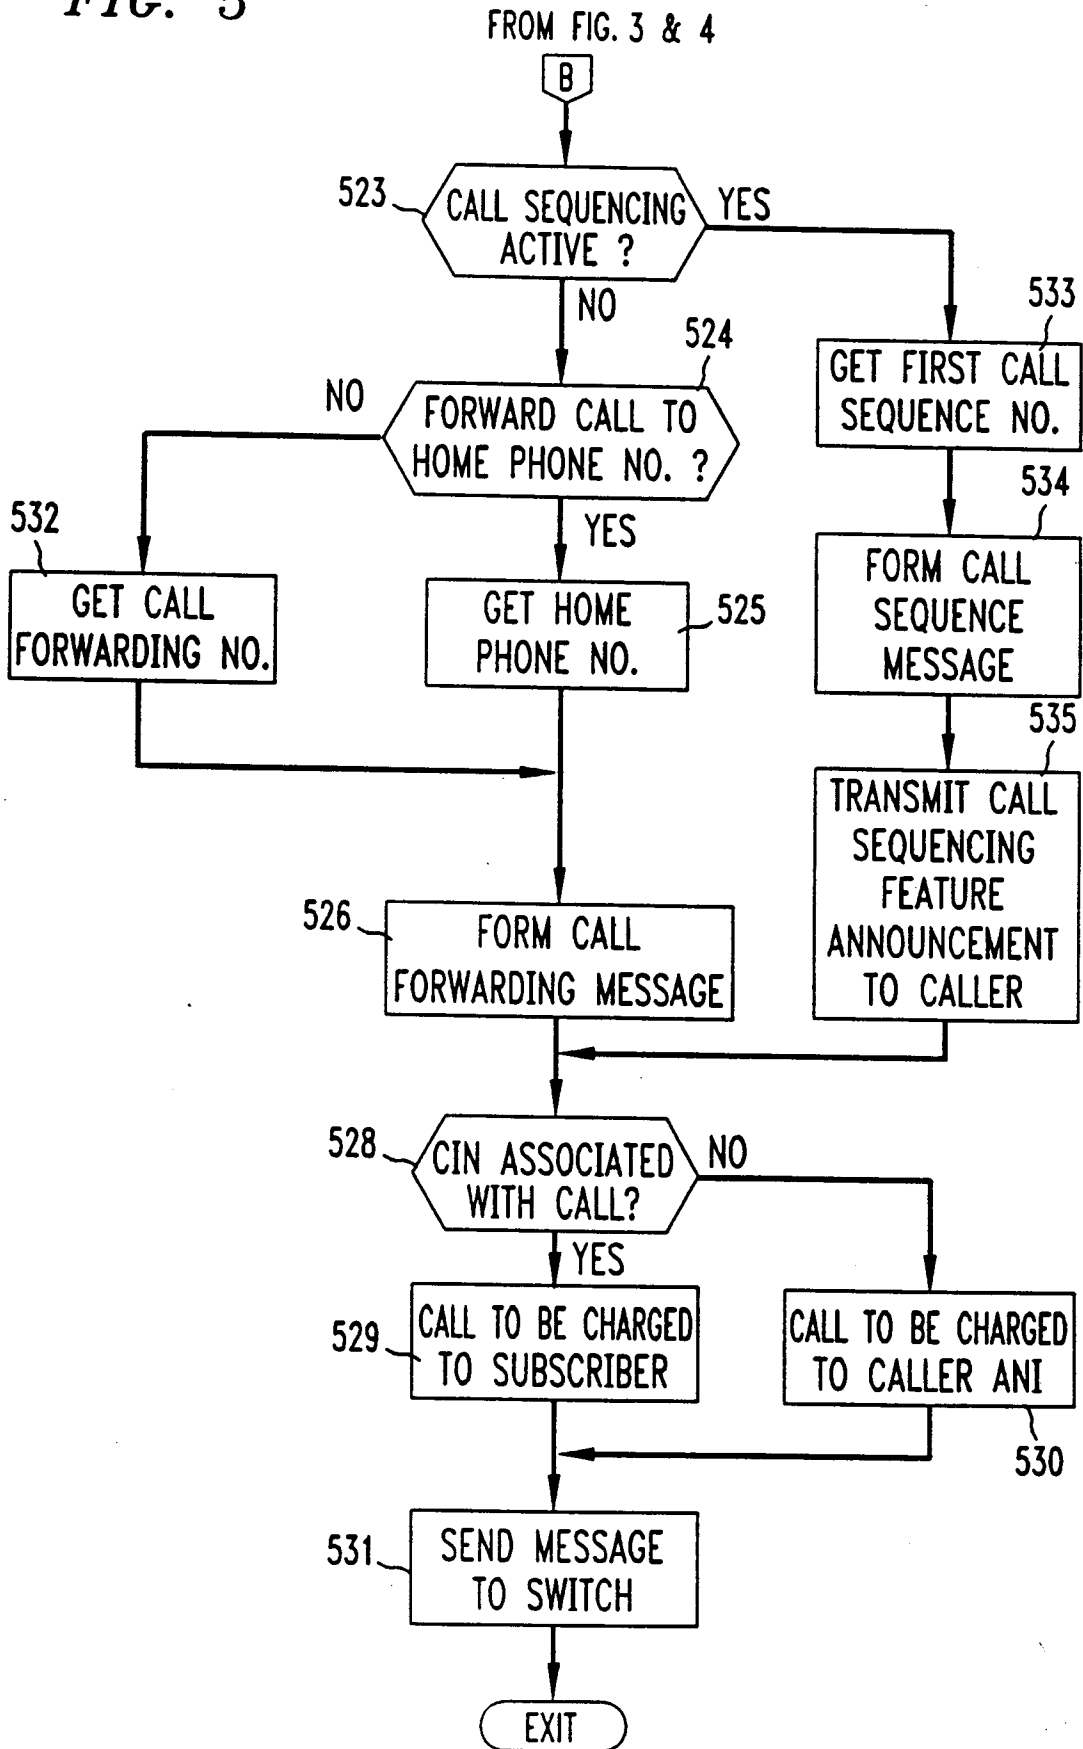 FIG. 5
FROM FIG. 3 & 4
B
523
CALL SEQUENCING
ACTIVE ?
YES
NO
533
GET FIRST CALL
SEQUENCE NO.
524
NO
FORWARD CALL TO
HOME PHONE NO. ?
YES
534
FORM CALL
SEQUENCE
MESSAGE
532
GET CALL
FORWARDING NO.
GET HOME
PHONE NO.
525
535
TRANSMIT CALL
SEQUENCING
FEATURE
ANNOUNCEMENT
TO CALLER
526
FORM CALL
FORWARDING MESSAGE
528
CIN ASSOCIATED
WITH CALL?
NO
YES
529
CALL TO BE CHARGED
TO SUBSCRIBER
CALL TO BE CHARGED
TO CALLER ANI
530
531
SEND MESSAGE
TO SWITCH
EXIT